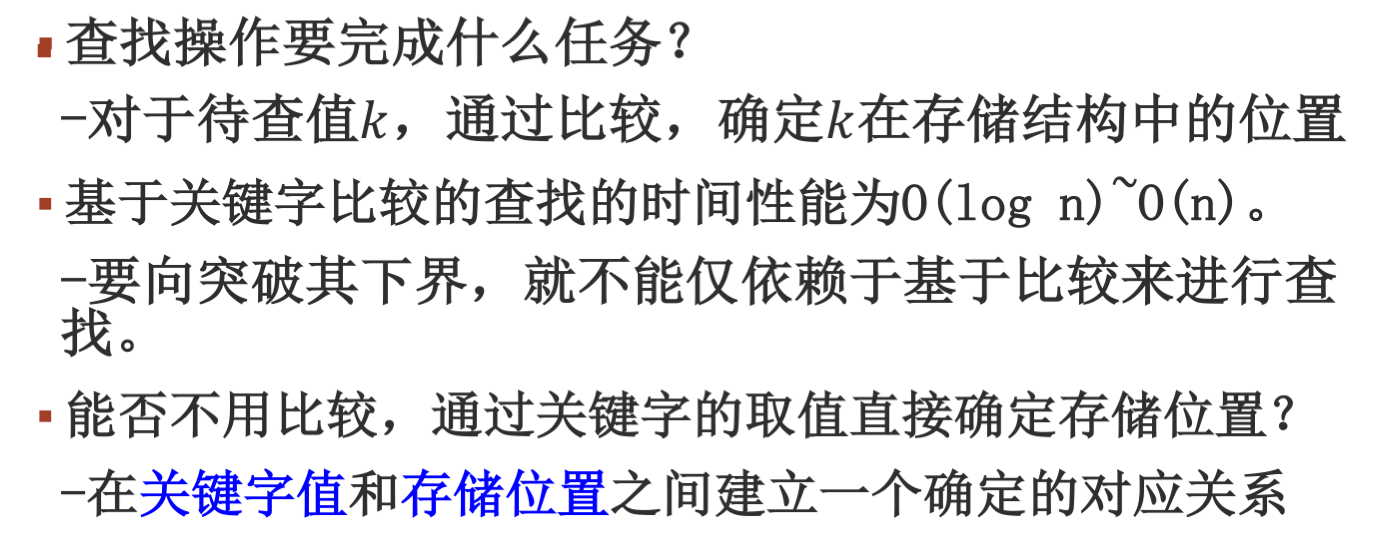 ▪查找操作要完成什么任务？
–对于待查值k，通过比较，确定k在存储结构中的位置
▪基于关键字比较的查找的时间性能为O(log n)~O(n)。
–要向突破其下界，就不能仅依赖于基于比较来进行查
找。
▪能否不用比较，通过关键字的取值直接确定存储位置？
–在关键字值和存储位置之间建立一个确定的对应关系